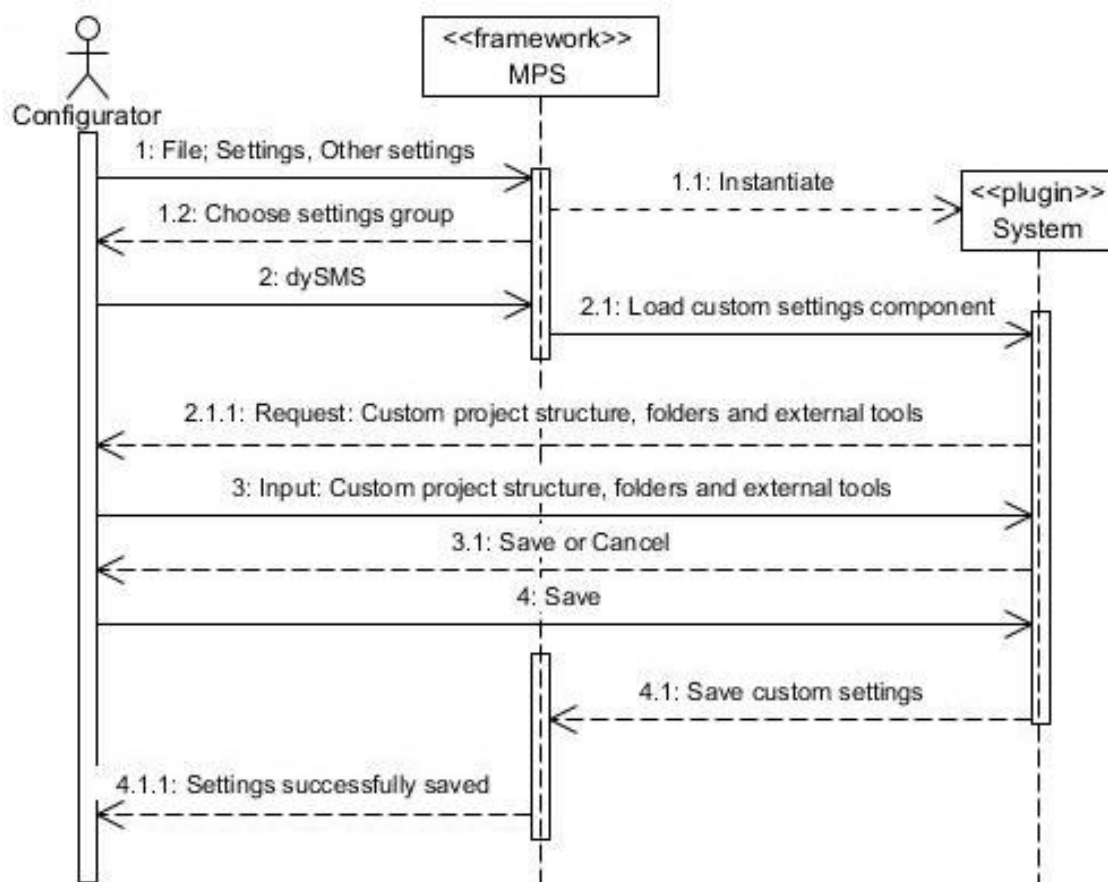 <<framework>>
MPS
Configurator
1: File; Settings, Other settings
1.1: Instantiate
<<plugin>>
System
1.2: Choose settings group
2: dySMS
2.1: Load custom settings component
2.1.1: Request: Custom project structure, folders and external tools
3: Input: Custom project structure, folders and external tools
3.1: Save or Cancel
4: Save
4.1: Save custom settings
4.1.1: Settings successfully saved